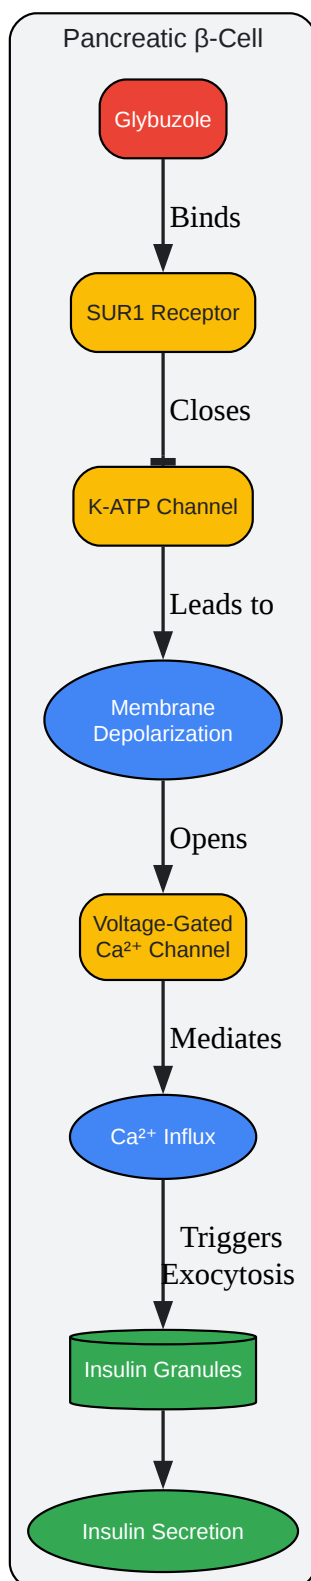 Pancreatic β-Cell
Glybuzole
Binds
SUR1 Receptor
Closes
K-ATP Channel
Leads to
Membrane
Depolarization
Opens
Voltage-Gated
Ca²⁺ Channel
Mediates
Ca²⁺ Influx
Triggers
Exocytosis
Insulin Granules
Insulin Secretion